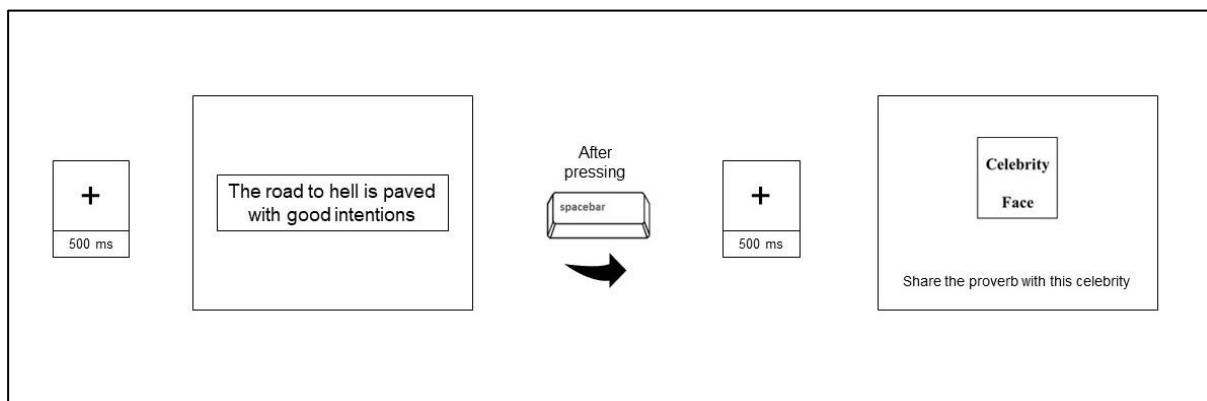 +
500 ms
The road to hell is paved
with good intentions
After
pressing
spacebar
+
500 ms
Celebrity
Face
Share the proverb with this celebrity